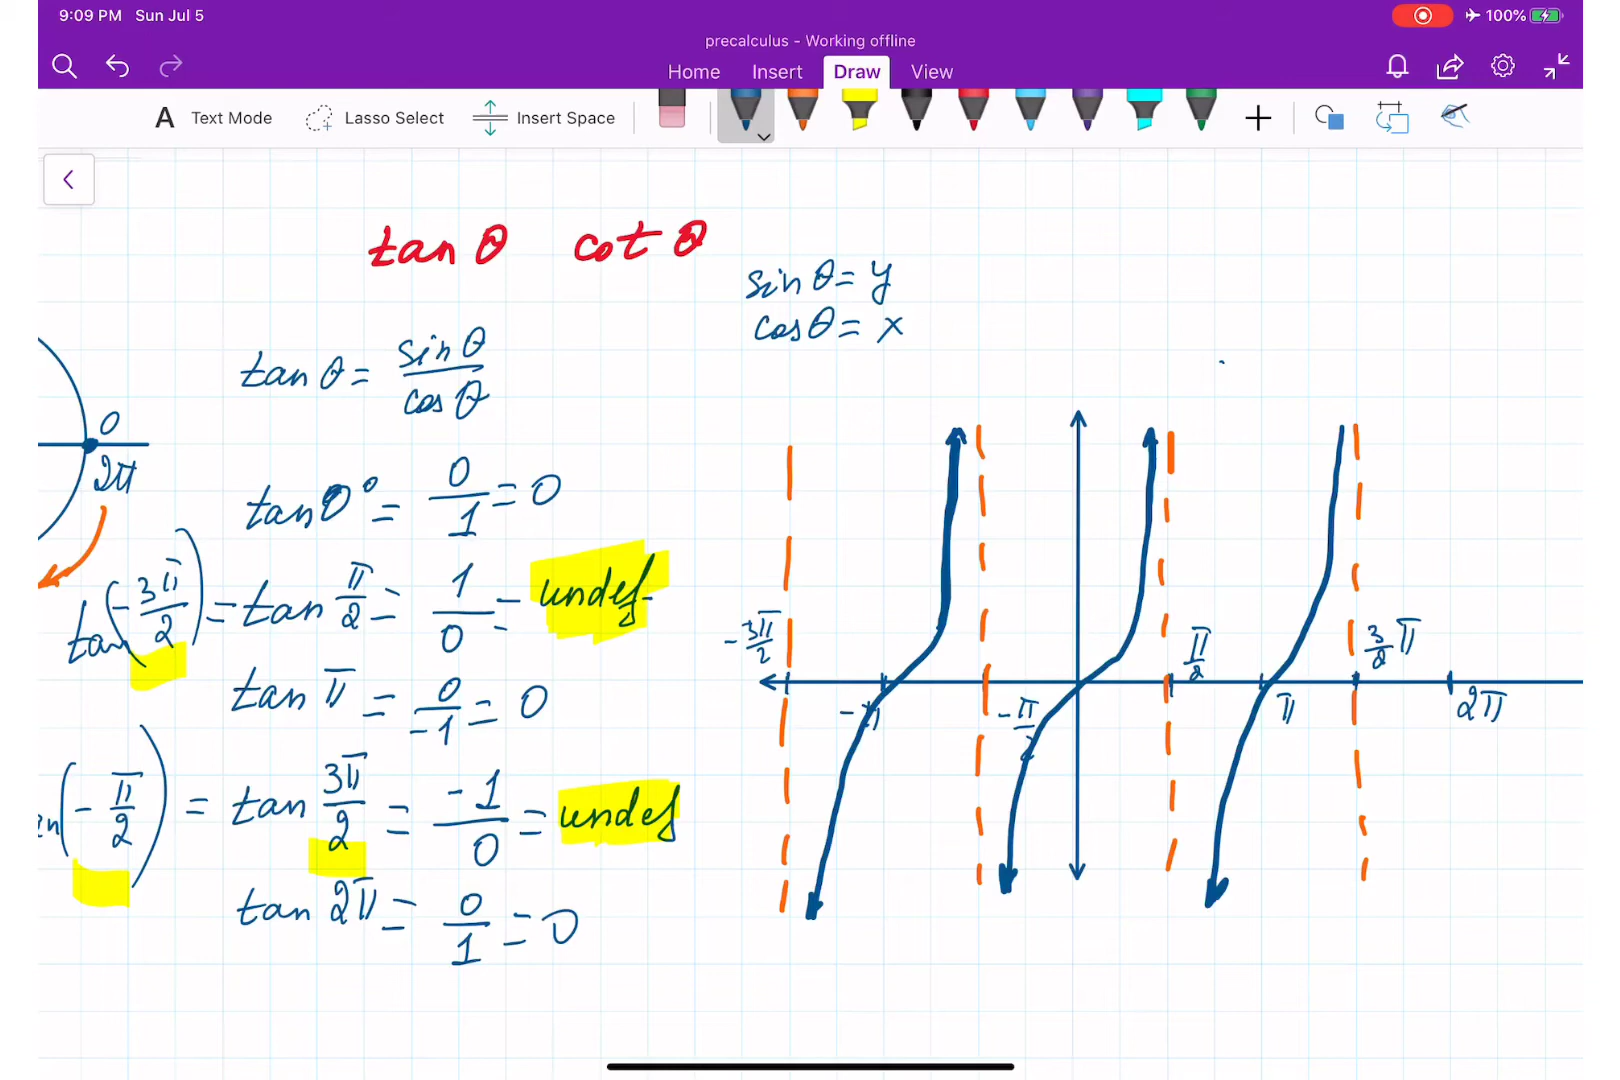 9:09 PM Sun Jul 5
100%
precalculus - Working offline
Home Insert Draw View
A Text Mode Lasso Select Insert Space
tan θ cot θ
sin θ = y
cos θ = x
tan θ = sin θ / cos θ
0
2π
tan 0° = 0/1 = 0
tan(-3π/2) = tan π/2 = 1/0 = undef.
tan π = 0/-1 = 0
(-π/2) = tan 3π/2 = -1/0 = undef
tan 2π = 0/1 = 0
-3π/2
-π
-π/2
π/2
π
3/2 π
2π